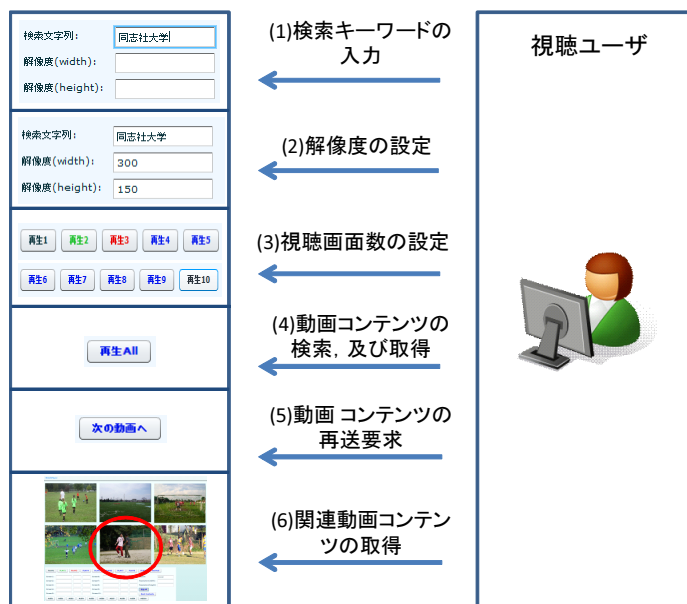 検索文字列: 同志社大学
解像度(width):
解像度(height):
(1)検索キーワードの
入力
視聴ユーザ
検索文字列: 同志社大学
解像度(width): 300
解像度(height): 150
(2)解像度の設定
再生1 再生2 再生3 再生4 再生5
再生6 再生7 再生8 再生9 再生10
(3)視聴画面数の設定
再生All
(4)動画コンテンツの
検索, 及び取得
次の動画へ
(5)動画 コンテンツの
再送要求
(6)関連動画コンテン
ツの取得